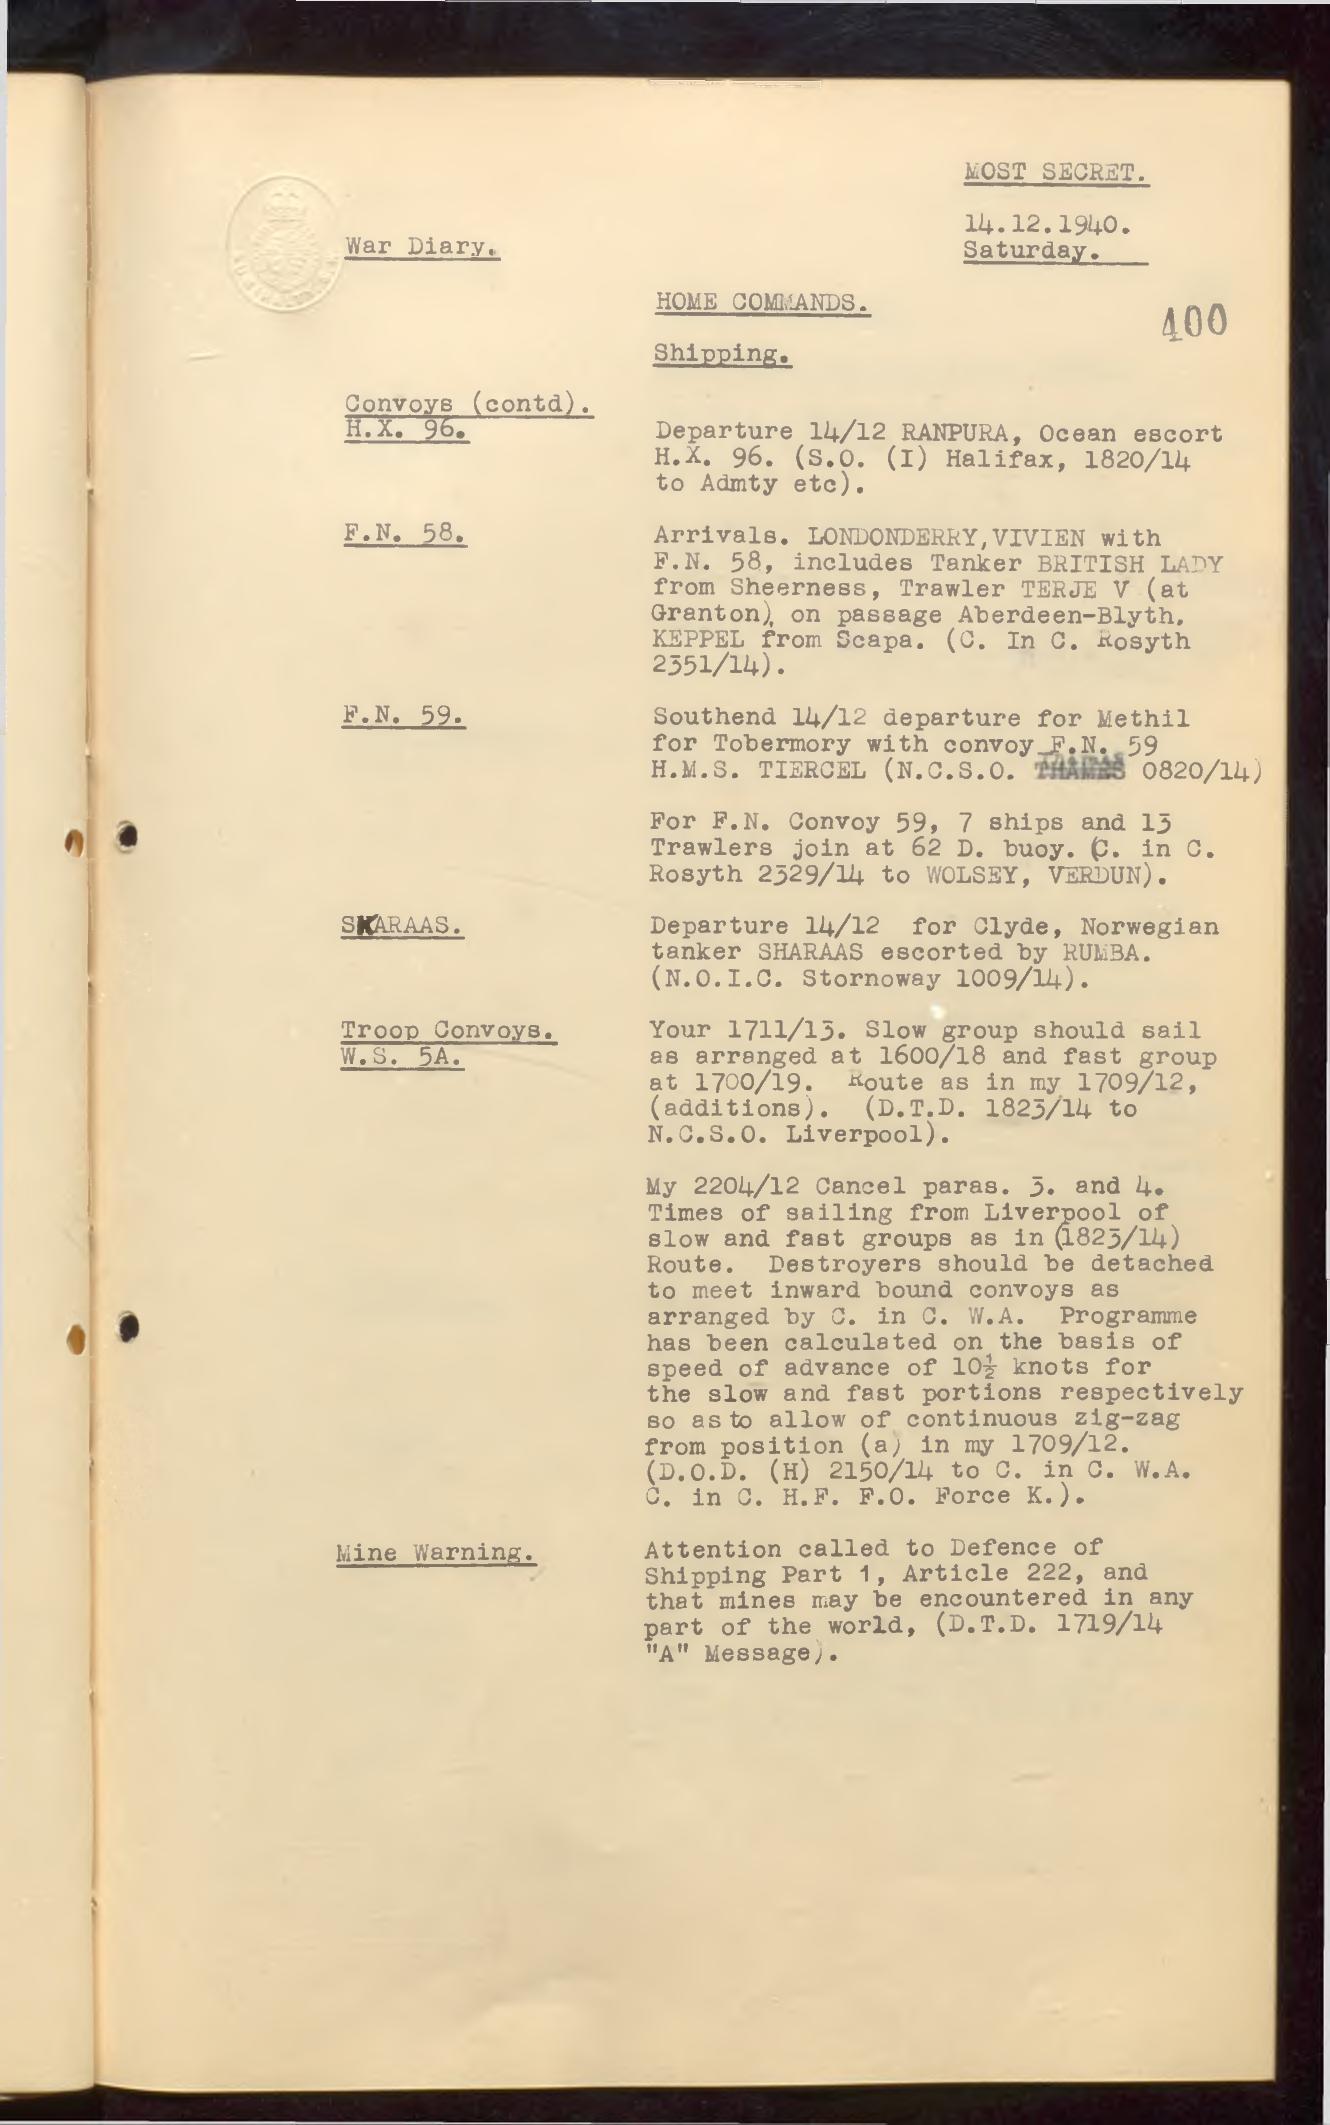 MOST SECRET.
14.12.1940.
Saturday.
War Diary.
HOME COMMANDS.
400
Shipping.
Convoys (contd).
H.X. 96.
Departure 14/12 RANPURA, Ocean escort
H.X. 96. (S.O. (I) Halifax, 1820/14
to Admty etc).
F.N. 58.
Arrivals. LONDONDERRY,VIVIEN with
F.N. 58, includes Tanker BRITISH LADY
from Sheerness, Trawler TERJE V (at
Granton), on passage Aberdeen-Blyth.
KEPPEL from Scapa. (C. In C. Rosyth
2351/14).
F.N. 59.
Southend 14/12 departure for Methil
for Tobermory with convoy F.N. 59
H.M.S. TIERCEL (N.C.S.O. THAMES 0820/14)
For F.N. Convoy 59, 7 ships and 13
Trawlers join at 62 D. buoy. (C. in C.
Rosyth 2329/14 to WOLSEY, VERDUN).
SKARAAS.
Departure 14/12 for Clyde, Norwegian
tanker SHARAAS escorted by RUMBA.
(N.O.I.C. Stornoway 1009/14).
Troop Convoys.
W.S. 5A.
Your 1711/13. Slow group should sail
as arranged at 1600/18 and fast group
at 1700/19. Route as in my 1709/12,
(additions). (D.T.D. 1823/14 to
N.C.S.O. Liverpool).
My 2204/12 Cancel paras. 3. and 4.
Times of sailing from Liverpool of
slow and fast groups as in (1823/14)
Route. Destroyers should be detached
to meet inward bound convoys as
arranged by C. in C. W.A. Programme
has been calculated on the basis of
speed of advance of 10½ knots for
the slow and fast portions respectively
so as to allow of continuous zig-zag
from position (a) in my 1709/12.
(D.O.D. (H) 2150/14 to C. in C. W.A.
C. in C. H.F. F.O. Force K.).
Mine Warning.
Attention called to Defence of
Shipping Part 1, Article 222, and
that mines may be encountered in any
part of the world, (D.T.D. 1719/14
"A" Message).